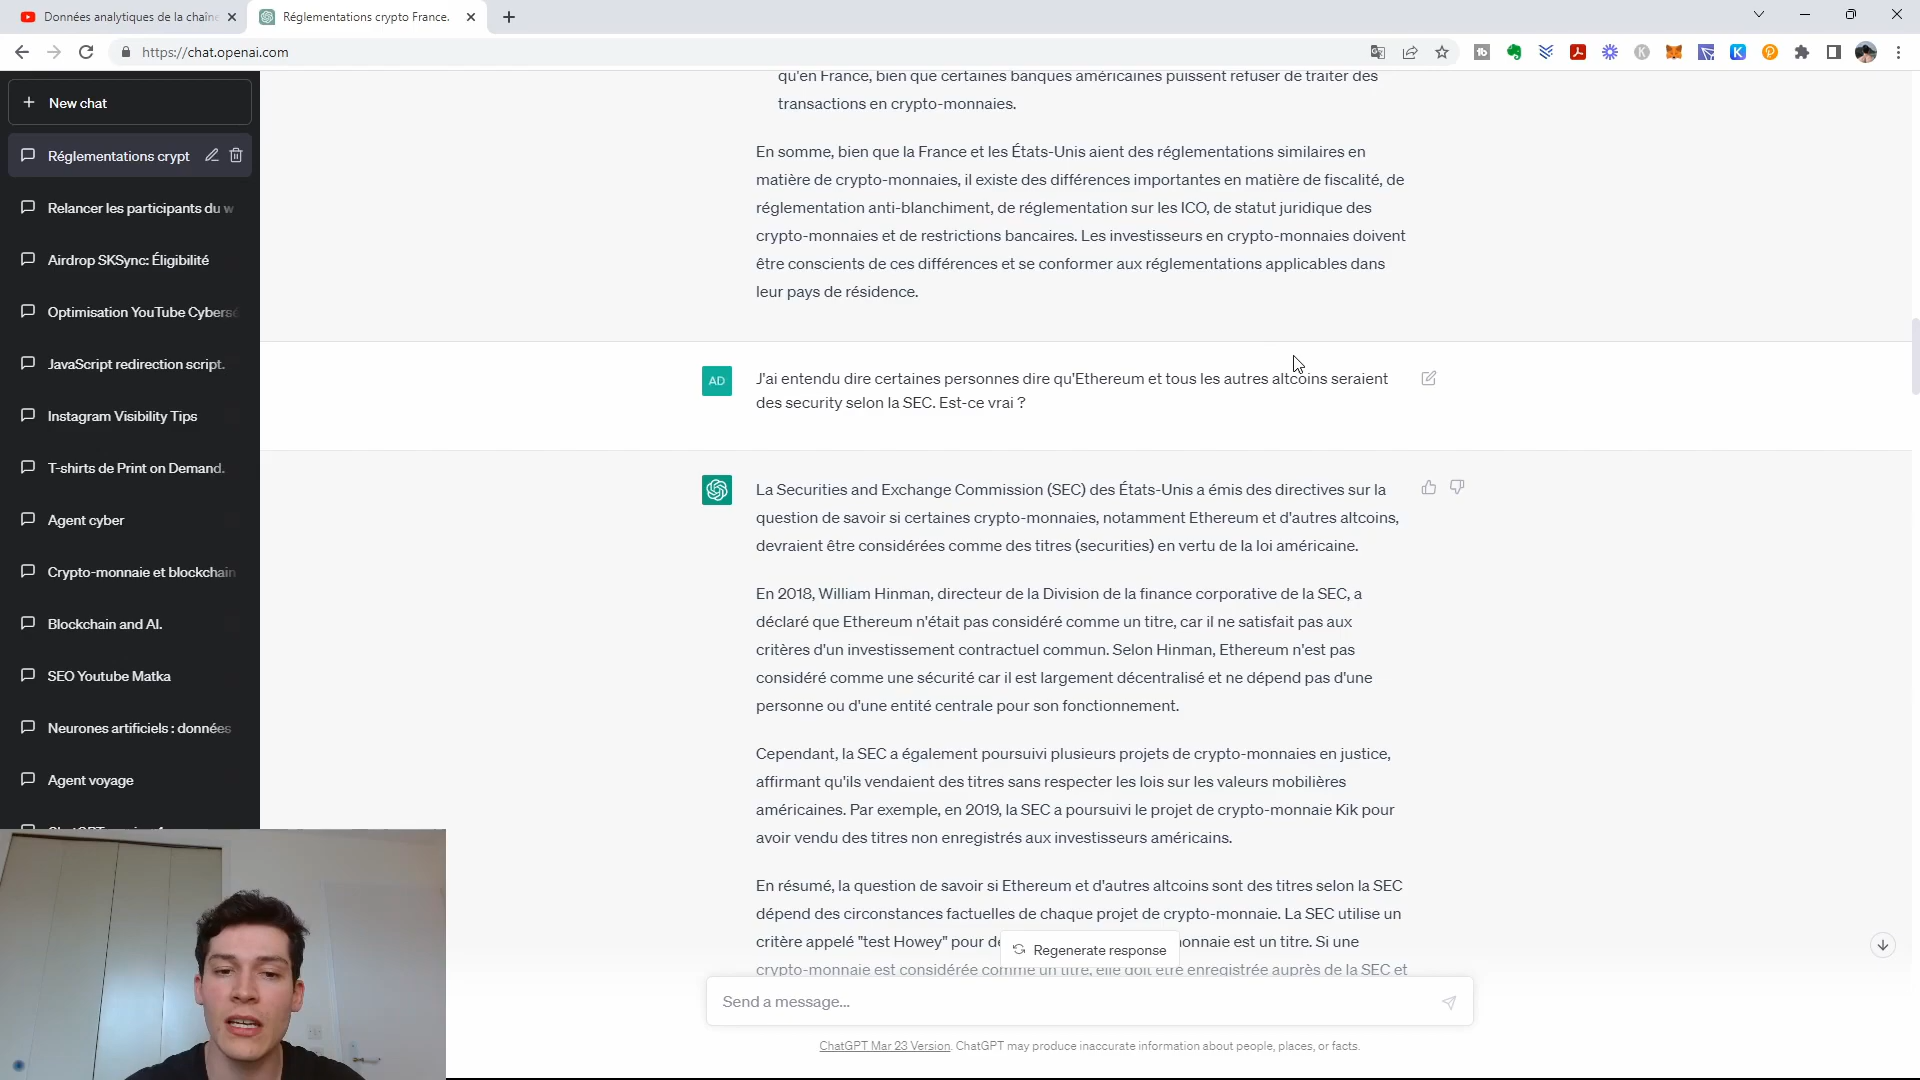 Données analytiques de la chaîne
Réglementations crypto France.
https://chat.openai.com
New chat
Réglementations crypt
Relancer les participants du w
Airdrop SKSync: Éligibilité
Optimisation YouTube Cybersé
JavaScript redirection script.
Instagram Visibility Tips
T-shirts de Print on Demand.
Agent cyber
Crypto-monnaie et blockchain
Blockchain and AI.
SEO Youtube Matka
Neurones artificiels : données
Agent voyage
qu'en France, bien que certaines banques américaines puissent refuser de traiter des
transactions en crypto-monnaies.
En somme, bien que la France et les États-Unis aient des réglementations similaires en
matière de crypto-monnaies, il existe des différences importantes en matière de fiscalité, de
réglementation anti-blanchiment, de réglementation sur les ICO, de statut juridique des
crypto-monnaies et de restrictions bancaires. Les investisseurs en crypto-monnaies doivent
être conscients de ces différences et se conformer aux réglementations applicables dans
leur pays de résidence.
AD
J'ai entendu dire certaines personnes dire qu'Ethereum et tous les autres altcoins seraient
des security selon la SEC. Est-ce vrai ?
La Securities and Exchange Commission (SEC) des États-Unis a émis des directives sur la
question de savoir si certaines crypto-monnaies, notamment Ethereum et d'autres altcoins,
devraient être considérées comme des titres (securities) en vertu de la loi américaine.
En 2018, William Hinman, directeur de la Division de la finance corporative de la SEC, a
déclaré que Ethereum n'était pas considéré comme un titre, car il ne satisfait pas aux
critères d'un investissement contractuel commun. Selon Hinman, Ethereum n'est pas
considéré comme une sécurité car il est largement décentralisé et ne dépend pas d'une
personne ou d'une entité centrale pour son fonctionnement.
Cependant, la SEC a également poursuivi plusieurs projets de crypto-monnaies en justice,
affirmant qu'ils vendaient des titres sans respecter les lois sur les valeurs mobilières
américaines. Par exemple, en 2019, la SEC a poursuivi le projet de crypto-monnaie Kik pour
avoir vendu des titres non enregistrés aux investisseurs américains.
En résumé, la question de savoir si Ethereum et d'autres altcoins sont des titres selon la SEC
dépend des circonstances factuelles de chaque projet de crypto-monnaie. La SEC utilise un
critère appelé "test Howey" pour dé onnaie est un titre. Si une
Regenerate response
crypto-monnaie est considérée comme un titre, elle doit être enregistrée auprès de la SEC et
Send a message...
ChatGPT Mar 23 Version. ChatGPT may produce inaccurate information about people, places, or facts.